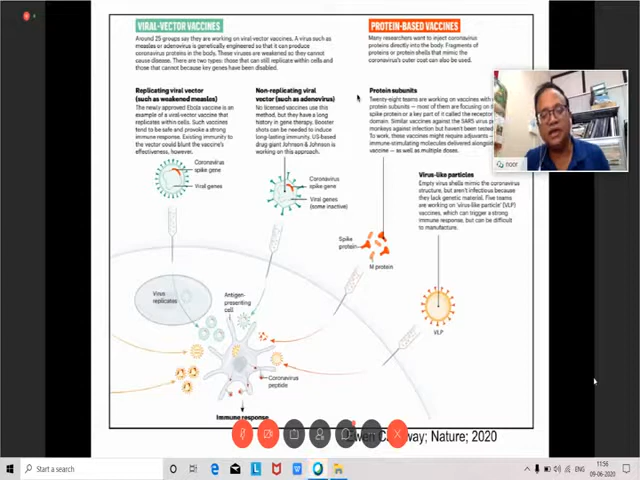 VIRAL-VECTOR VACCINES
Around 25 groups say they are working on viral-vector vaccines. A virus such as
measles or adenovirus is genetically engineered so that it can produce
coronavirus proteins in the body. These viruses are weakened so they cannot
cause disease. There are two types: those that can still replicate within cells and
those that cannot because key genes have been disabled.
PROTEIN-BASED VACCINES
Many researchers want to inject coronavirus
proteins directly into the body. Fragments of
proteins or protein shells that mimic the
coronavirus's outer coat can also be used.
Replicating viral vector
(such as weakened measles)
The newly approved Ebola vaccine is an
example of a viral-vector vaccine that
replicates within cells. Such vaccines
tend to be safe and provoke a strong
immune response. Existing immunity to
the vector could blunt the vaccine's
effectiveness, however.
Non-replicating viral
vector (such as adenovirus)
No licensed vaccines use this
method, but they have a long
history in gene therapy. Booster
shots can be needed to induce
long-lasting immunity. US-based
drug giant Johnson & Johnson is
working on this approach.
Protein subunits
Twenty-eight teams are working on vaccines with
protein subunits — most of them are focusing on
spike protein or a key part of it called the receptor
domain. Similar vaccines against the SARS virus
monkeys against infection but haven't been tested
To work, these vaccines might require adjuvants —
immune-stimulating molecules delivered alongside
vaccine — as well as multiple doses.
noor
Virus-like particles
Empty virus shells mimic the coronavirus
structure, but aren't infectious because
they lack genetic material. Five teams
are working on 'virus-like particle' (VLP)
vaccines, which can trigger a strong
immune response, but can be difficult
to manufacture.
Coronavirus
spike gene
Viral genes
Coronavirus
spike gene
Viral genes
(some inactive)
Spike
protein
M protein
VLP
Virus
replicates
Antigen-
presenting
cell
Coronavirus
peptide
Immune response
Nature; 2020
Start a search
11:56
09-06-2020